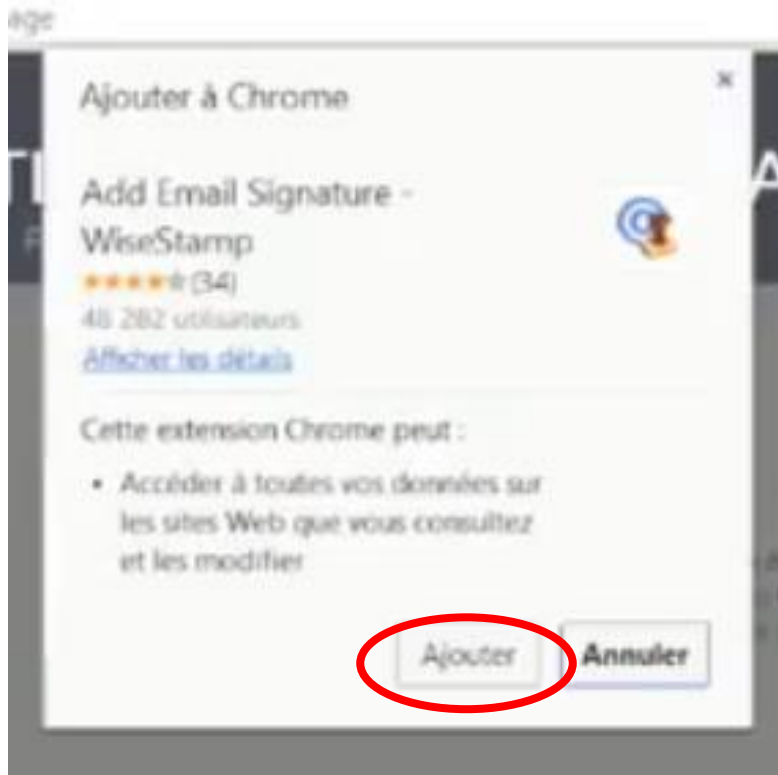 age
Ajouter à Chrome
×
Add Email Signature -
WiseStamp
(34)
48 282 utilisateurs
Afficher les détails
Cette extension Chrome peut :
• Accéder à toutes vos données sur
les sites Web que vous consultez
et les modifier
Ajouter
Annuler